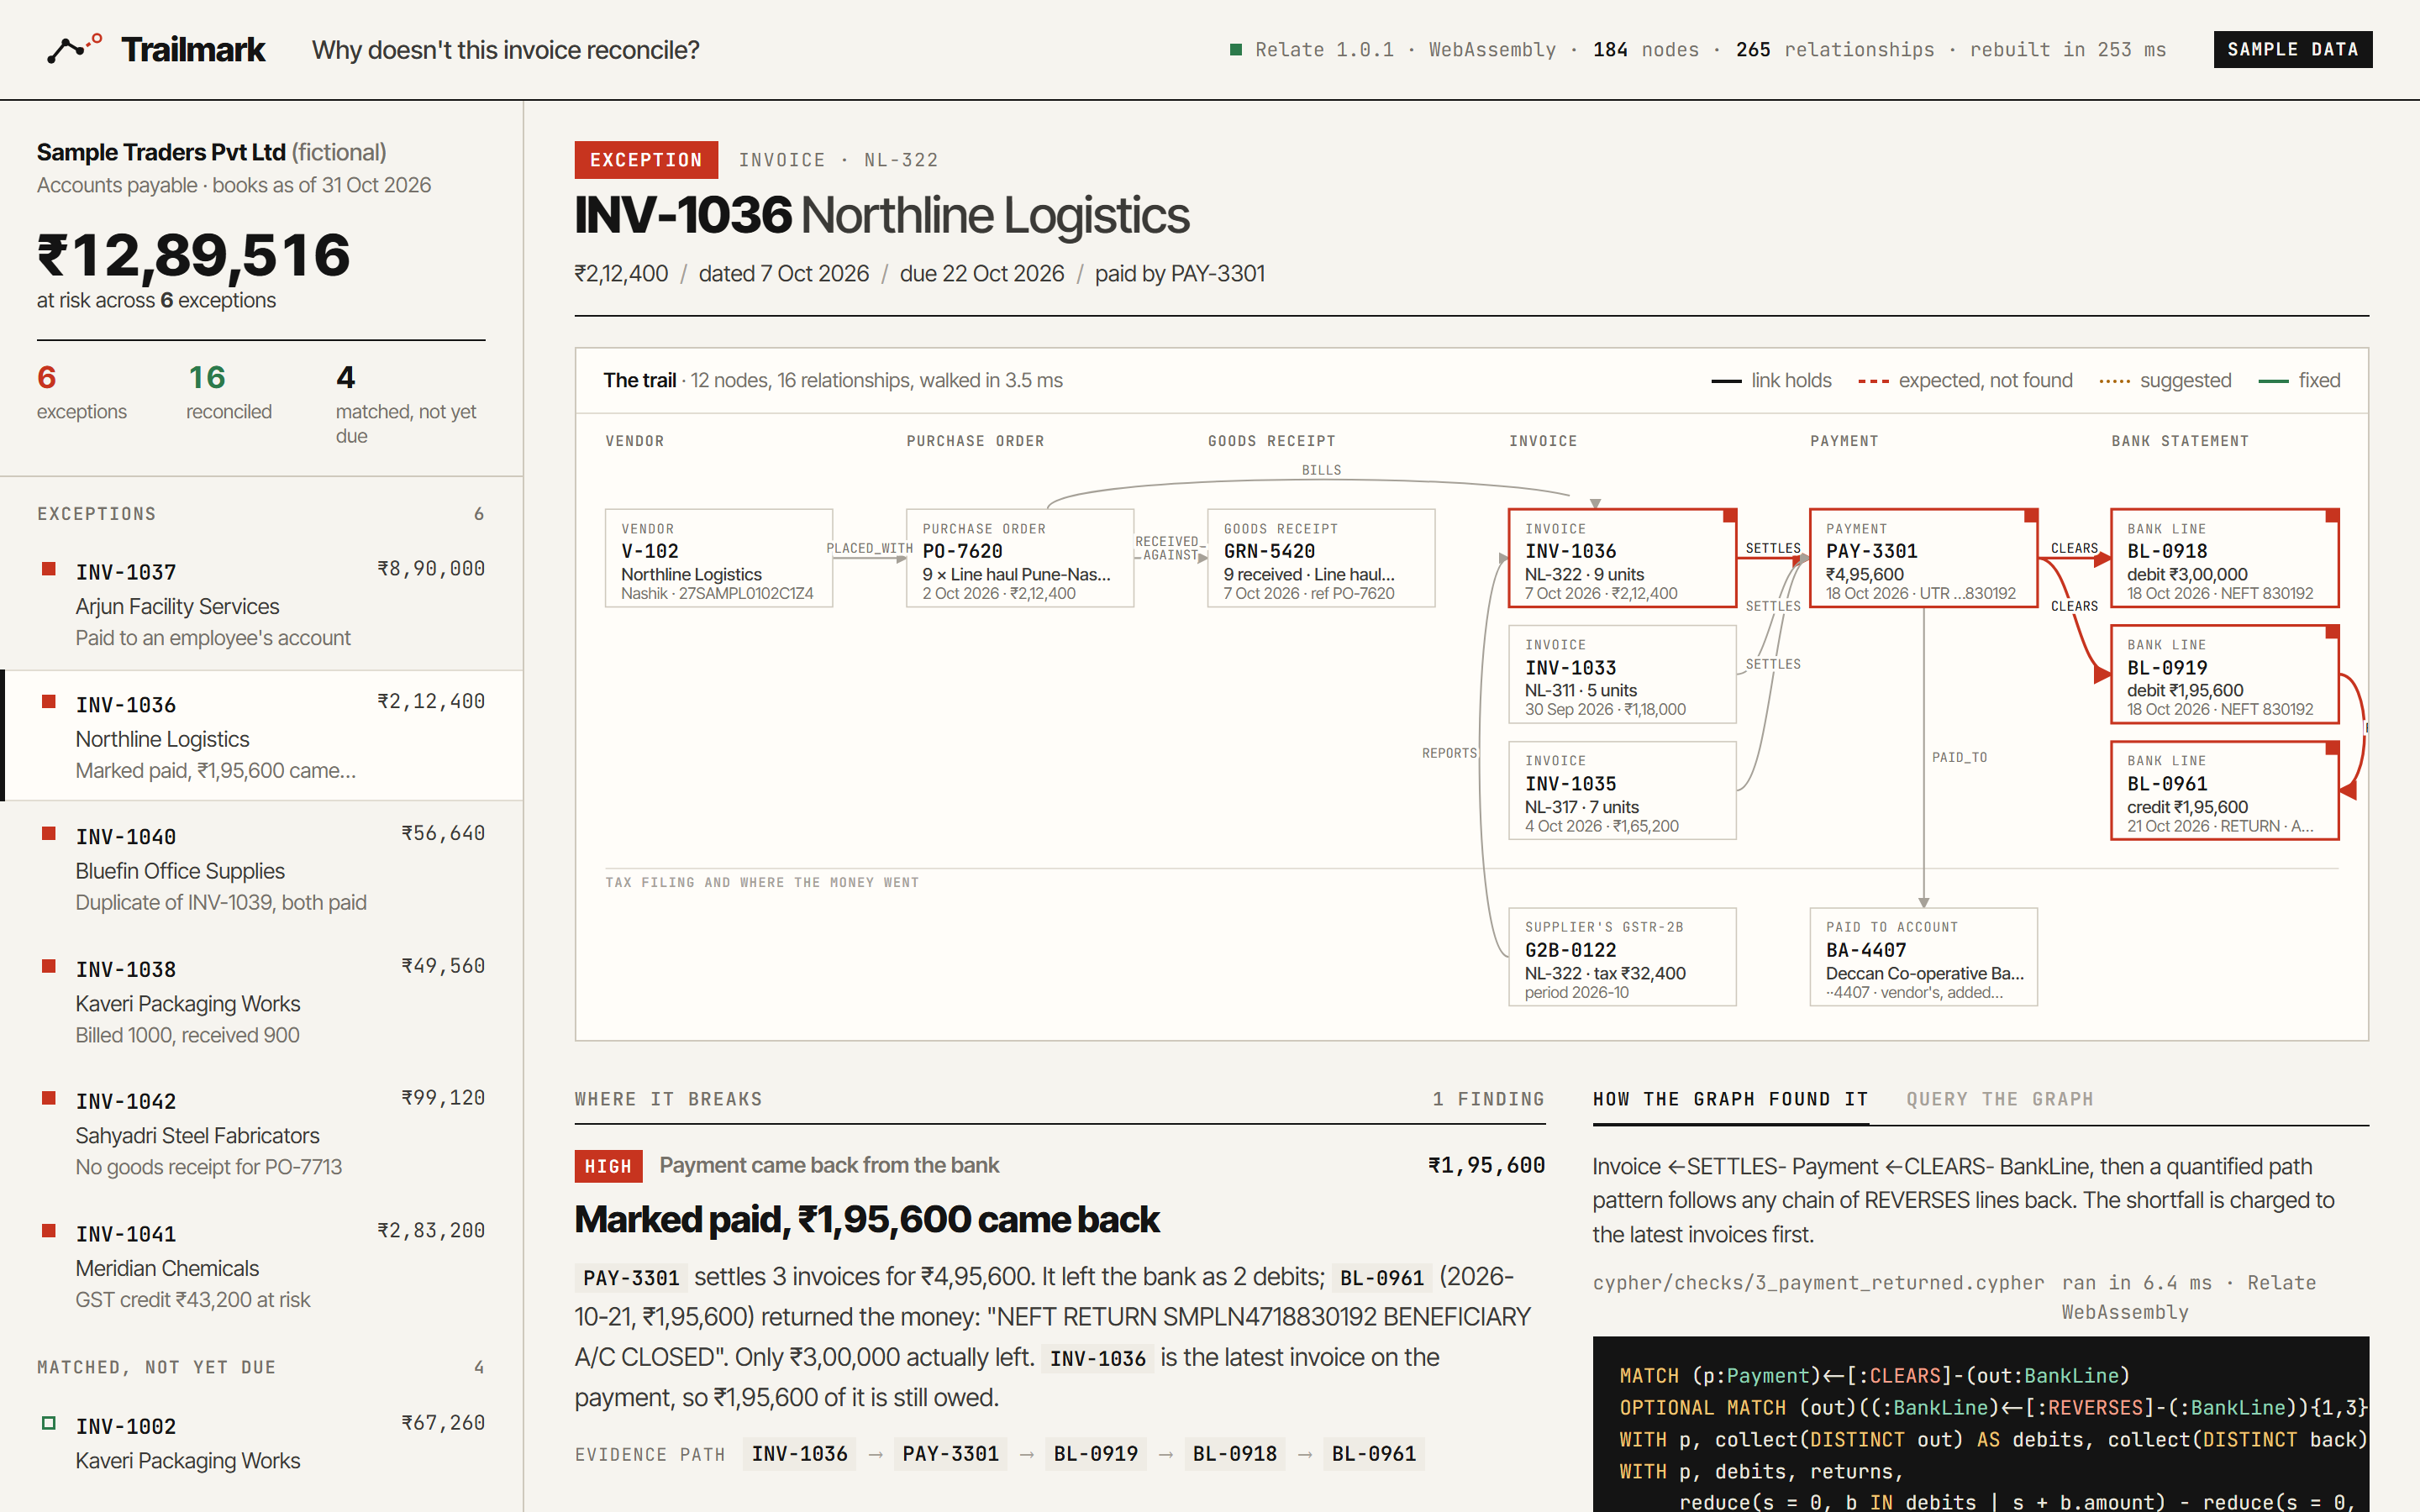 Trailmark
Why doesn't this invoice reconcile?
Relate 1.0.1 · WebAssembly · 184 nodes · 265 relationships · rebuilt in 253 ms
SAMPLE DATA
Sample Traders Pvt Ltd (fictional)
Accounts payable · books as of 31 Oct 2026
₹12,89,516
at risk across 6 exceptions
6
exceptions
16
reconciled
4
matched, not yet
due
EXCEPTIONS 6
INV-1037 ₹8,90,000
Arjun Facility Services
Paid to an employee's account
INV-1036 ₹2,12,400
Northline Logistics
Marked paid, ₹1,95,600 came...
INV-1040 ₹56,640
Bluefin Office Supplies
Duplicate of INV-1039, both paid
INV-1038 ₹49,560
Kaveri Packaging Works
Billed 1000, received 900
INV-1042 ₹99,120
Sahyadri Steel Fabricators
No goods receipt for PO-7713
INV-1041 ₹2,83,200
Meridian Chemicals
GST credit ₹43,200 at risk
MATCHED, NOT YET DUE 4
INV-1002 ₹67,260
Kaveri Packaging Works
EXCEPTION INVOICE · NL-322
INV-1036 Northline Logistics
₹2,12,400 / dated 7 Oct 2026 / due 22 Oct 2026 / paid by PAY-3301
The trail · 12 nodes, 16 relationships, walked in 3.5 ms
link holds expected, not found suggested fixed
VENDOR PURCHASE ORDER GOODS RECEIPT INVOICE PAYMENT BANK STATEMENT
BILLS
VENDOR
V-102
Northline Logistics
Nashik · 27SAMPL0102C1Z4
PLACED_WITH
PURCHASE ORDER
PO-7620
9 × Line haul Pune-Nas...
2 Oct 2026 · ₹2,12,400
RECEIVED_
AGAINST
GOODS RECEIPT
GRN-5420
9 received · Line haul...
7 Oct 2026 · ref PO-7620
INVOICE
INV-1036
NL-322 · 9 units
7 Oct 2026 · ₹2,12,400
SETTLES
SETTLES
SETTLES
PAYMENT
PAY-3301
₹4,95,600
18 Oct 2026 · UTR ...830192
CLEARS
CLEARS
BANK LINE
BL-0918
debit ₹3,00,000
18 Oct 2026 · NEFT 830192
INVOICE
INV-1033
NL-311 · 5 units
30 Sep 2026 · ₹1,18,000
BANK LINE
BL-0919
debit ₹1,95,600
18 Oct 2026 · NEFT 830192
INVOICE
INV-1035
NL-317 · 7 units
4 Oct 2026 · ₹1,65,200
BANK LINE
BL-0961
credit ₹1,95,600
21 Oct 2026 · RETURN · A...
REPORTS
PAID_TO
TAX FILING AND WHERE THE MONEY WENT
SUPPLIER'S GSTR-2B
G2B-0122
NL-322 · tax ₹32,400
period 2026-10
PAID TO ACCOUNT
BA-4407
Deccan Co-operative Ba...
··4407 · vendor's, added...
WHERE IT BREAKS 1 FINDING
HIGH Payment came back from the bank ₹1,95,600
Marked paid, ₹1,95,600 came back
PAY-3301 settles 3 invoices for ₹4,95,600. It left the bank as 2 debits; BL-0961 (2026-
10-21, ₹1,95,600) returned the money: "NEFT RETURN SMPLN4718830192 BENEFICIARY
A/C CLOSED". Only ₹3,00,000 actually left. INV-1036 is the latest invoice on the
payment, so ₹1,95,600 of it is still owed.
EVIDENCE PATH INV-1036 → PAY-3301 → BL-0919 → BL-0918 → BL-0961
HOW THE GRAPH FOUND IT QUERY THE GRAPH
Invoice ←SETTLES- Payment ←CLEARS- BankLine, then a quantified path
pattern follows any chain of REVERSES lines back. The shortfall is charged to
the latest invoices first.
cypher/checks/3_payment_returned.cypher ran in 6.4 ms · Relate
WebAssembly
MATCH (p:Payment)<-[:CLEARS]-(out:BankLine)
OPTIONAL MATCH (out)((:BankLine)<-[:REVERSES]-(:BankLine)){1,3}
WITH p, collect(DISTINCT out) AS debits, collect(DISTINCT back)
WITH p, debits, returns,
reduce(s = 0, b IN debits | s + b.amount) - reduce(s = 0,